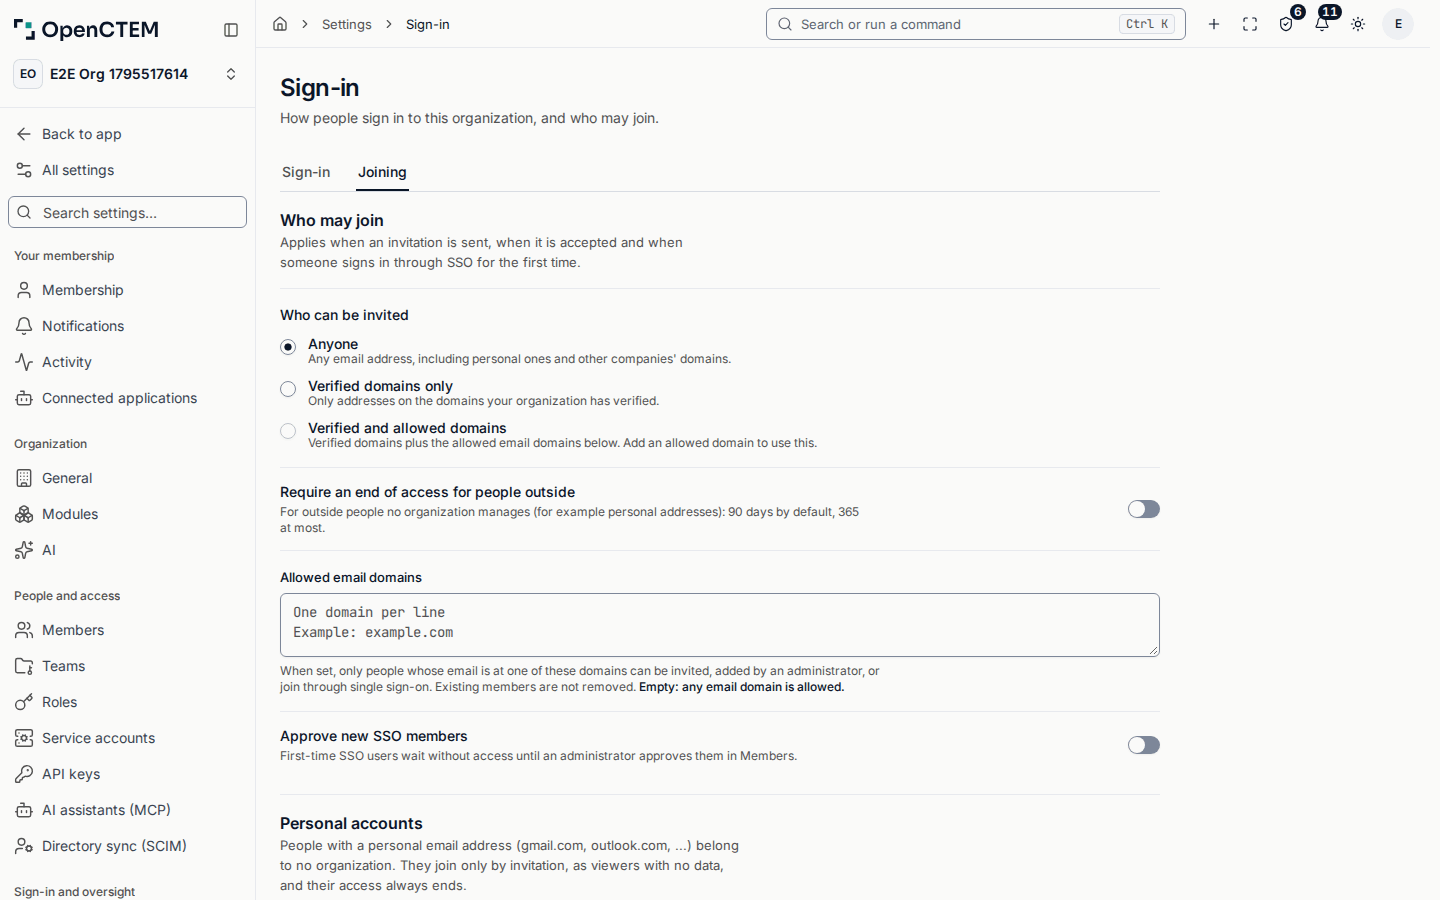 OpenCTEM
EO E2E Org 1795517614
Back to app
All settings
Search settings...
Your membership
Membership
Notifications
Activity
Connected applications
Organization
General
Modules
AI
People and access
Members
Teams
Roles
Service accounts
API keys
AI assistants (MCP)
Directory sync (SCIM)
Sign-in and oversight
Settings
Sign-in
Search or run a command
Ctrl K
6
11
E
Sign-in
How people sign in to this organization, and who may join.
Sign-in
Joining
Who may join
Applies when an invitation is sent, when it is accepted and when
someone signs in through SSO for the first time.
Who can be invited
Anyone
Any email address, including personal ones and other companies' domains.
Verified domains only
Only addresses on the domains your organization has verified.
Verified and allowed domains
Verified domains plus the allowed email domains below. Add an allowed domain to use this.
Require an end of access for people outside
For outside people no organization manages (for example personal addresses): 90 days by default, 365
at most.
Allowed email domains
One domain per line
Example: example.com
When set, only people whose email is at one of these domains can be invited, added by an administrator, or
join through single sign-on. Existing members are not removed. Empty: any email domain is allowed.
Approve new SSO members
First-time SSO users wait without access until an administrator approves them in Members.
Personal accounts
People with a personal email address (gmail.com, outlook.com, ...) belong
to no organization. They join only by invitation, as viewers with no data,
and their access always ends.